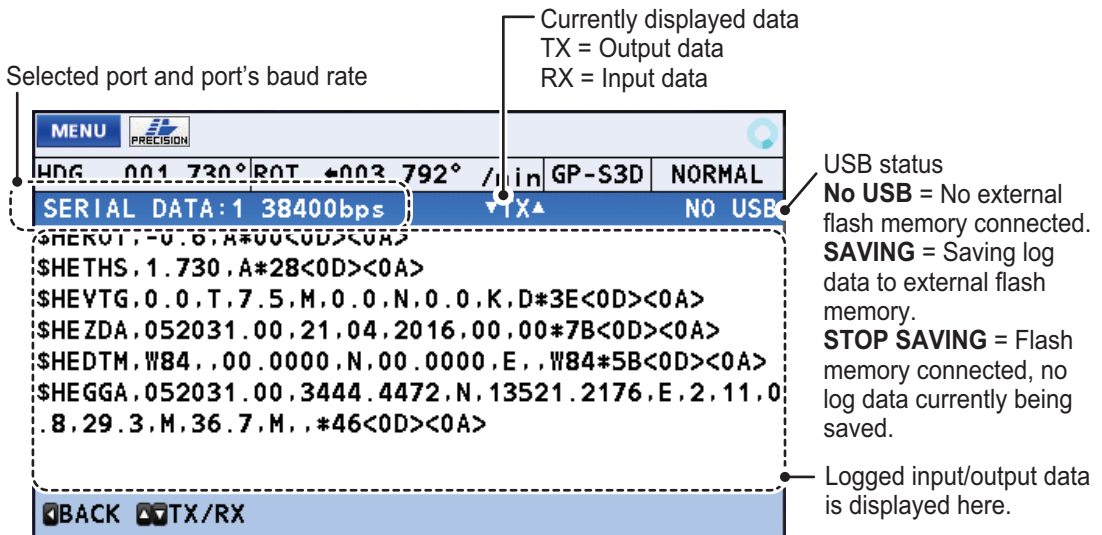 Currently displayed data
TX = Output data
RX = Input data
Selected port and port's baud rate
MENU PRECISION
HDG 001.730° ROT ←003.792° /min GP-S3D NORMAL
SERIAL DATA:1 38400bps ▼TX▲ NO USB
$HEROT,-0.6,A*00<0D><0A>
$HETHS,1.730,A*28<0D><0A>
$HEVTG,0.0,T,7.5,M,0.0,N,0.0,K,D*3E<0D><0A>
$HEZDA,052031.00,21,04,2016,00,00*7B<0D><0A>
$HEDTM,W84,,00.0000,N,00.0000,E,,W84*5B<0D><0A>
$HEGGA,052031.00,3444.4472,N,13521.2176,E,2,11,0
.8,29.3,M,36.7,M,,*46<0D><0A>
◀BACK ▲▼TX/RX
USB status
No USB = No external
flash memory connected.
SAVING = Saving log
data to external flash
memory.
STOP SAVING = Flash
memory connected, no
log data currently being
saved.
Logged input/output data
is displayed here.